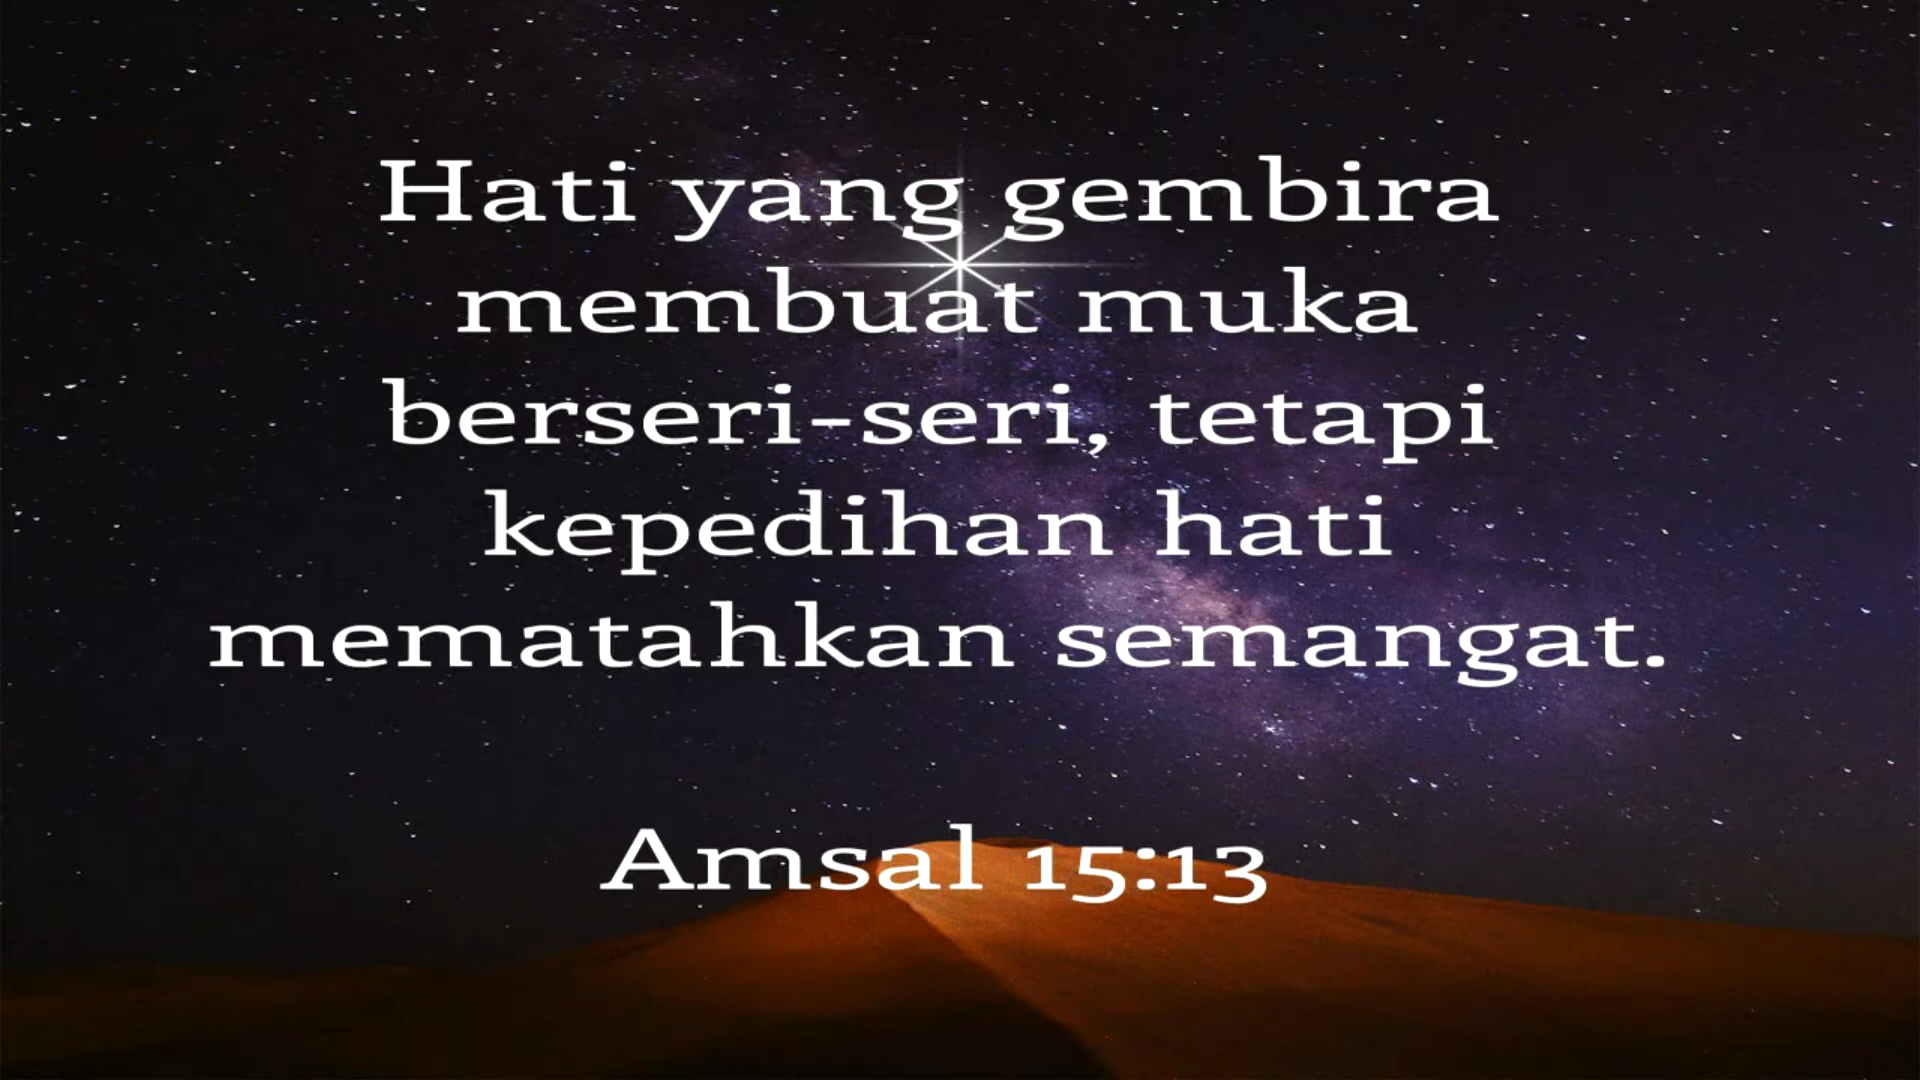 Hati yang gembira
membuat muka
berseri-seri, tetapi
kepedihan hati
mematahkan semangat.
Amsal 15:13